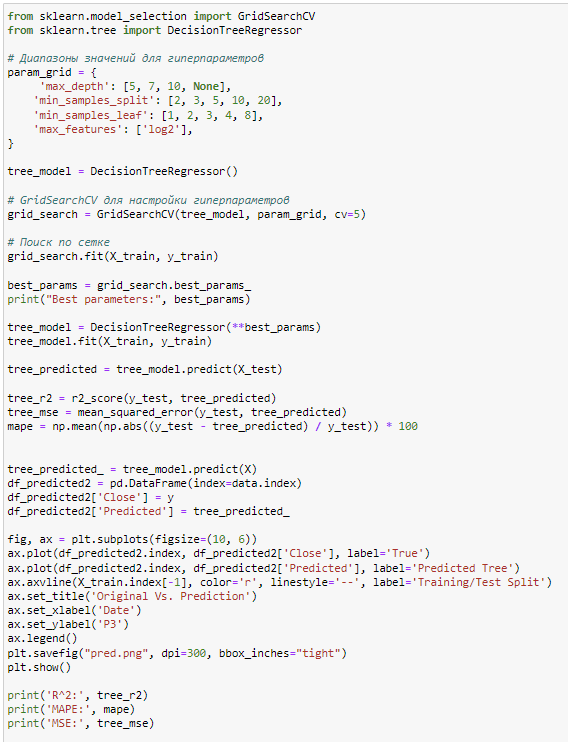 from sklearn.model_selection import GridSearchCV
from sklearn.tree import DecisionTreeRegressor

# Диапазоны значений для гиперпараметров
param_grid = {
     'max_depth': [5, 7, 10, None],
    'min_samples_split': [2, 3, 5, 10, 20],
    'min_samples_leaf': [1, 2, 3, 4, 8],
    'max_features': ['log2'],
}

tree_model = DecisionTreeRegressor()

# GridSearchCV для настройки гиперпараметров
grid_search = GridSearchCV(tree_model, param_grid, cv=5)

# Поиск по сетке
grid_search.fit(X_train, y_train)

best_params = grid_search.best_params_
print("Best parameters:", best_params)

tree_model = DecisionTreeRegressor(**best_params)
tree_model.fit(X_train, y_train)

tree_predicted = tree_model.predict(X_test)

tree_r2 = r2_score(y_test, tree_predicted)
tree_mse = mean_squared_error(y_test, tree_predicted)
mape = np.mean(np.abs((y_test - tree_predicted) / y_test)) * 100


tree_predicted_ = tree_model.predict(X)
df_predicted2 = pd.DataFrame(index=data.index)
df_predicted2['Close'] = y
df_predicted2['Predicted'] = tree_predicted_

fig, ax = plt.subplots(figsize=(10, 6))
ax.plot(df_predicted2.index, df_predicted2['Close'], label='True')
ax.plot(df_predicted2.index, df_predicted2['Predicted'], label='Predicted Tree')
ax.axvline(X_train.index[-1], color='r', linestyle='--', label='Training/Test Split')
ax.set_title('Original Vs. Prediction')
ax.set_xlabel('Date')
ax.set_ylabel('P3')
ax.legend()
plt.savefig("pred.png", dpi=300, bbox_inches="tight")
plt.show()

print('R^2:', tree_r2)
print('MAPE:', mape)
print('MSE:', tree_mse)